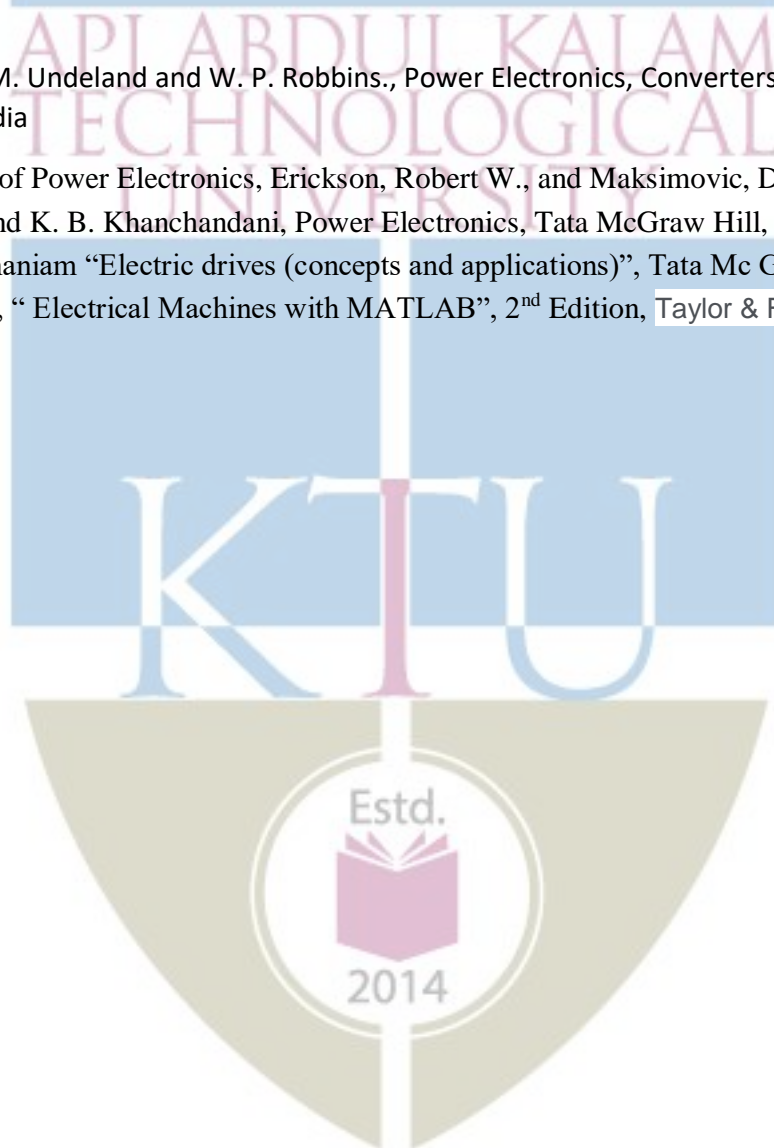 API ABDUL KALAM
TECHNOLOGICAL
UNIVERSITY
M. Undeland and W. P. Robbins., Power Electronics, Converters
dia
of Power Electronics, Erickson, Robert W., and Maksimovic, D
nd K. B. Khanchandani, Power Electronics, Tata McGraw Hill,
naniam “Electric drives (concepts and applications)”, Tata Mc G
, “ Electrical Machines with MATLAB”, 2nd Edition, Taylor & F
KTU
Estd.
2014